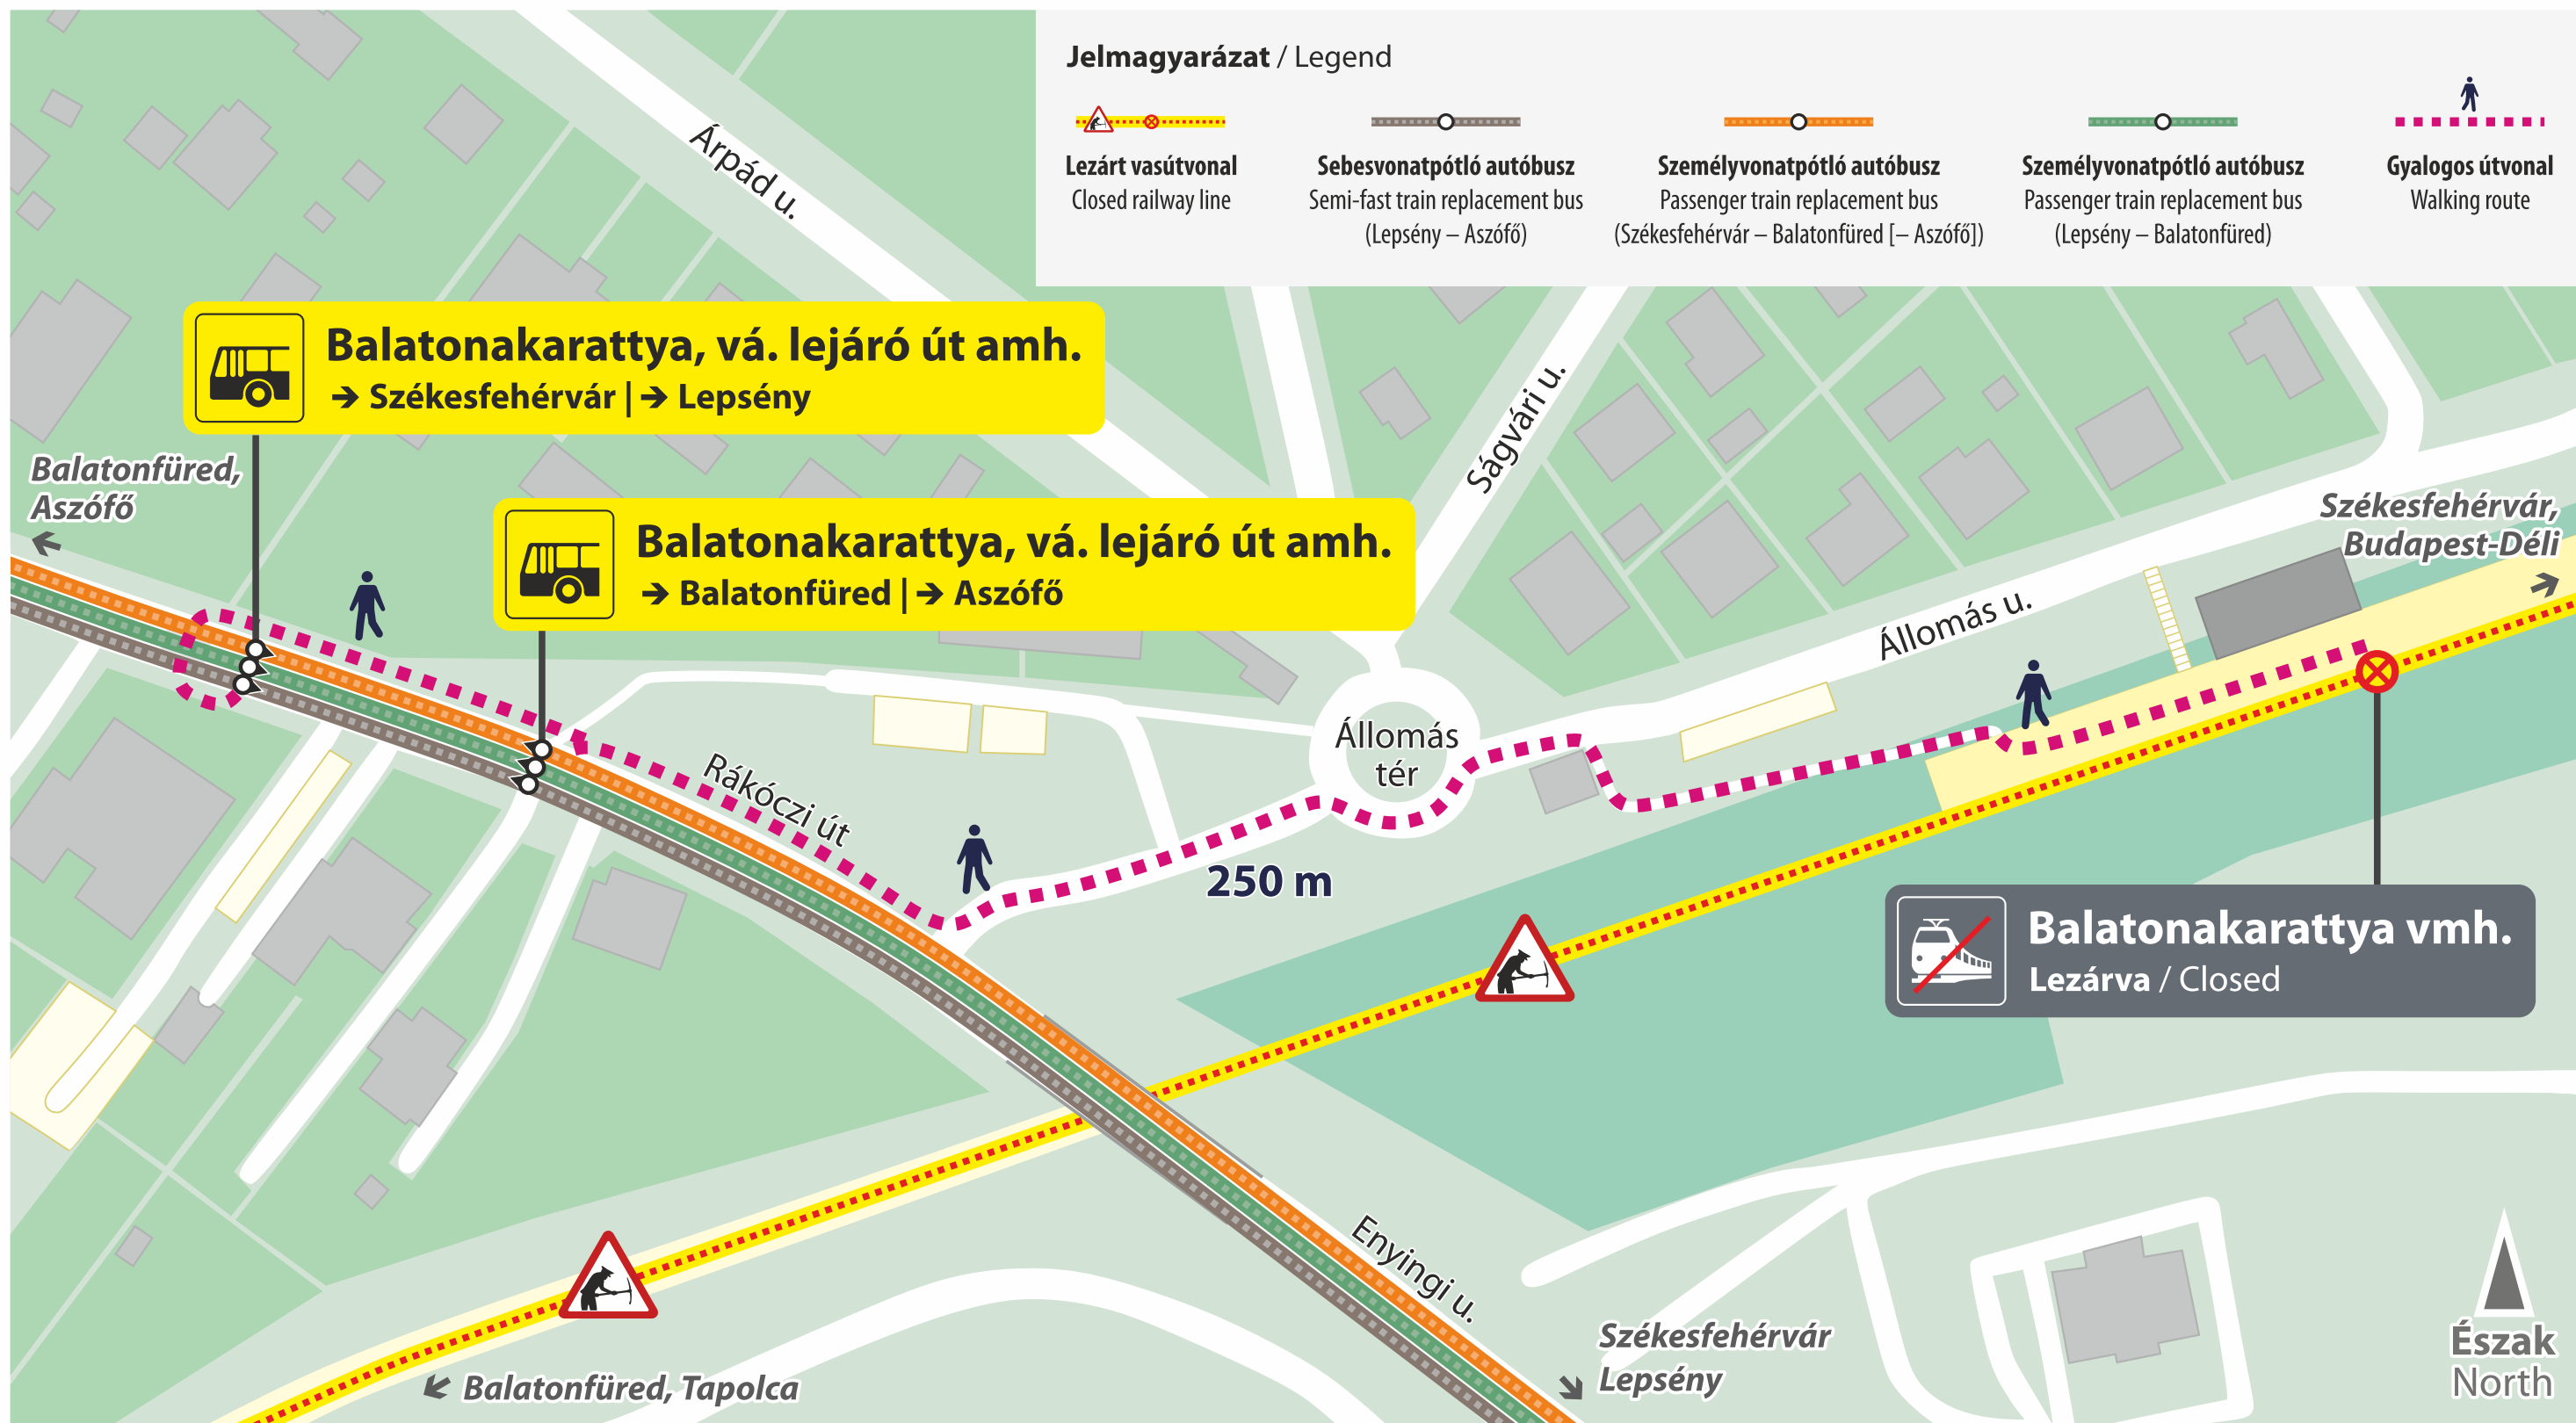 Jelmagyarázat / Legend
Lezárt vasútvonal
Closed railway line
Sebesvonatpótló autóbusz
Semi-fast train replacement bus
(Lepsény – Aszófő)
Személyvonatpótló autóbusz
Passenger train replacement bus
(Székesfehérvár – Balatonfüred [– Aszófő])
Személyvonatpótló autóbusz
Passenger train replacement bus
(Lepsény – Balatonfüred)
Gyalogos útvonal
Walking route
Árpád u.
Balatonakarattya, vá. lejáró út amh.
➔ Székesfehérvár | ➔ Lepsény
Ságvári u.
Balatonfüred,
Aszófő
Balatonakarattya, vá. lejáró út amh.
➔ Balatonfüred | ➔ Aszófő
Székesfehérvár,
Budapest-Déli
Állomás u.
Állomás
tér
Rákóczi út
250 m
Balatonakarattya vmh.
Lezárva / Closed
Enyingi u.
Székesfehérvár
Lepsény
Balatonfüred, Tapolca
Észak
North